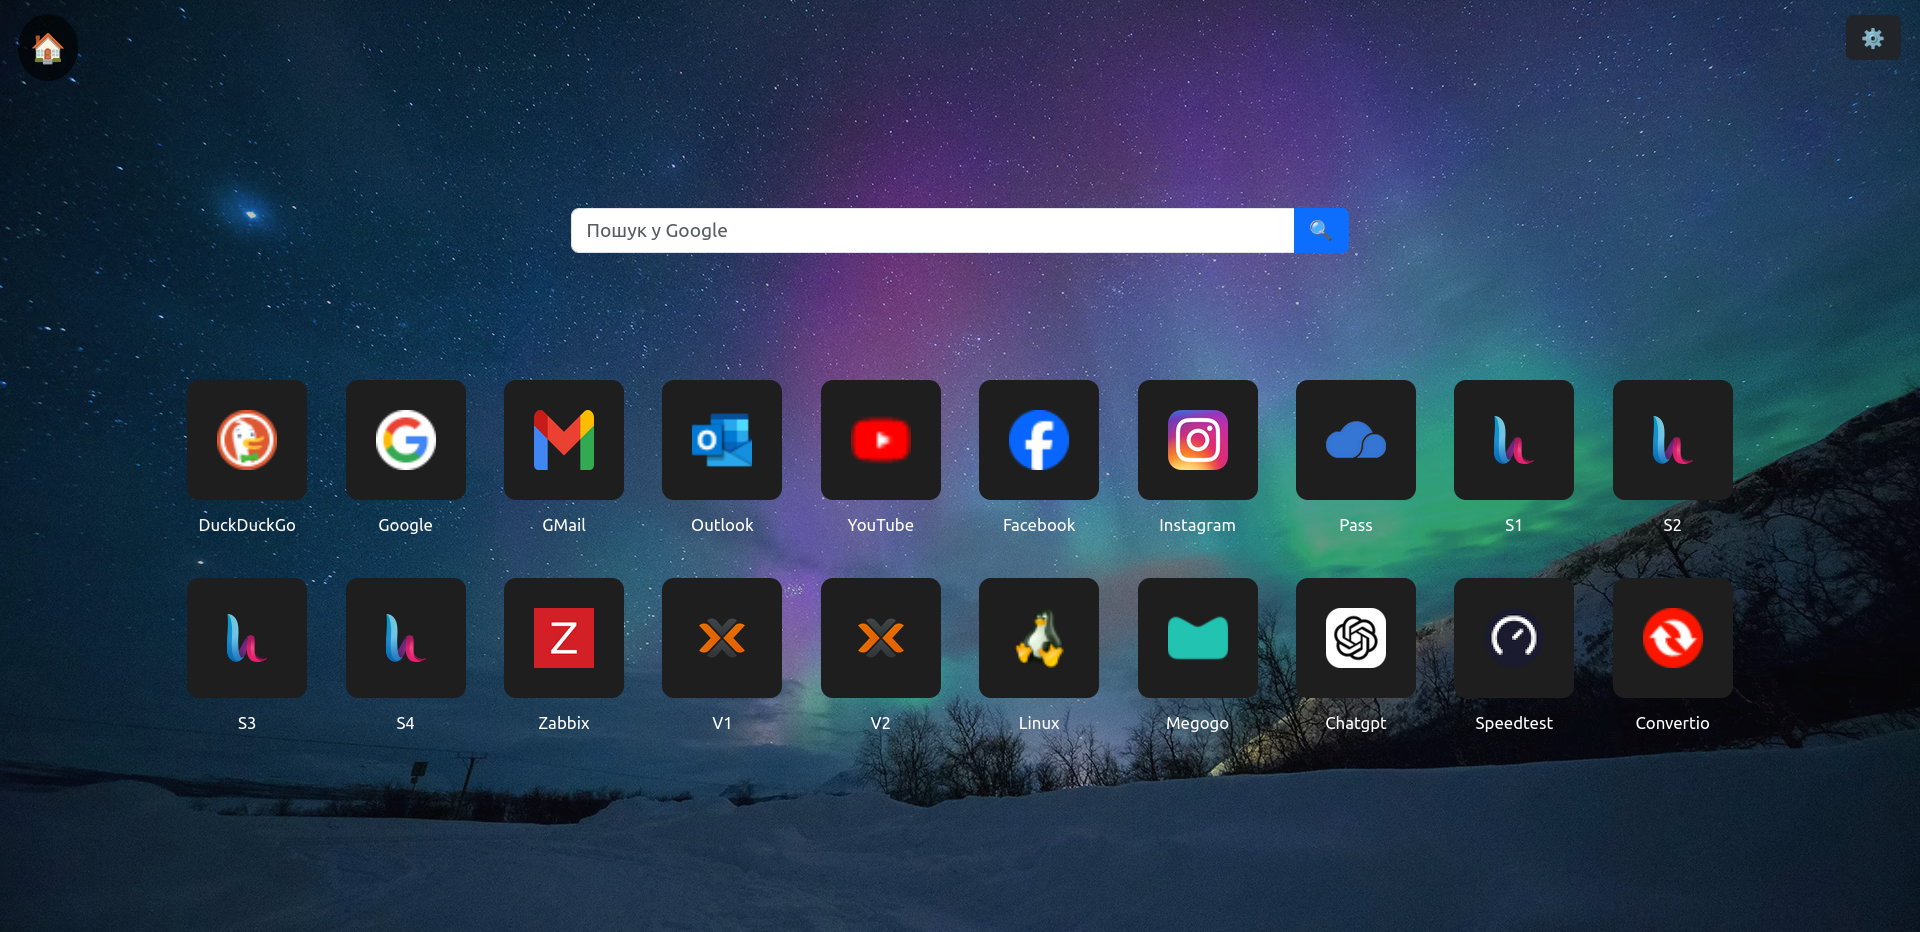 Пошук у Google
DuckDuckGo
Google
GMail
Outlook
YouTube
Facebook
Instagram
Pass
S1
S2
S3
S4
Z
Zabbix
V1
V2
Linux
Megogo
Chatgpt
Speedtest
Convertio